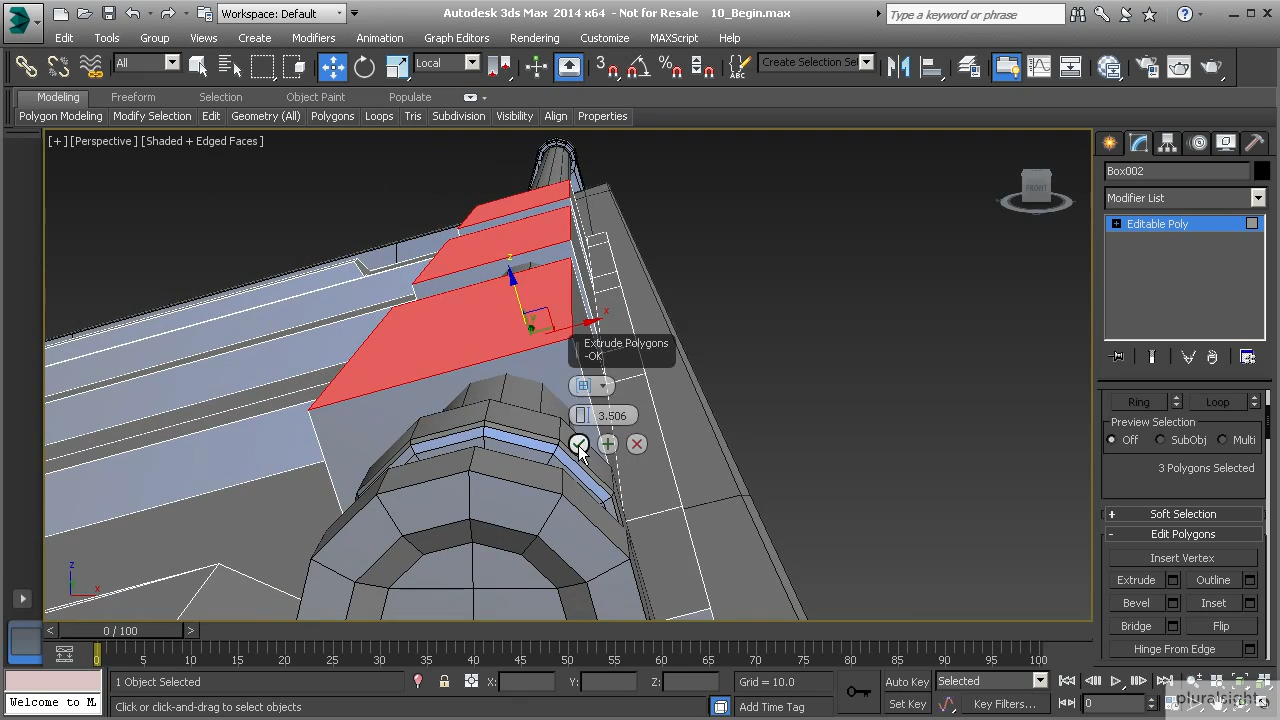 Workspace: Default
Autodesk 3ds Max 2014 x64 - Not for Resale 10_Begin.max
Type a keyword or phrase
Edit Tools Group Views Create Modifiers Animation Graph Editors Rendering Customize MAXScript Help
All Local Create Selection Se
Modeling Freeform Selection Object Paint Populate
Polygon Modeling Modify Selection Edit Geometry (All) Polygons Loops Tris Subdivision Visibility Align Properties
[+] [Perspective] [Shaded + Edged Faces]
FRONT
Box002
Modifier List
Editable Poly
z
x
Extrude Polygons
-OK
3.506
Ring Loop
Preview Selection
Off SubObj Multi
3 Polygons Selected
+ Soft Selection
- Edit Polygons
Insert Vertex
Extrude Outline
Bevel Inset
Bridge Flip
Hinge From Edge
z
x
< 0 / 100 >
0 5 10 15 20 25 30 35 40 45 50 55 60 65 70 75 80 85 90 95 100
1 Object Selected X: Y: Z: Grid = 10.0 Auto Key Selected
Welcome to M Click or click-and-drag to select objects Add Time Tag Set Key Key Filters... 0
pluralsight